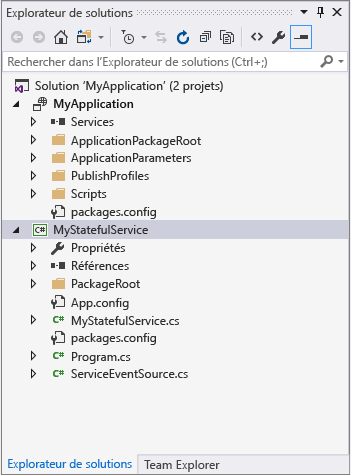 Explorateur de solutions
Rechercher dans l'Explorateur de solutions (Ctrl+;)
Solution 'MyApplication' (2 projets)
MyApplication
Services
ApplicationPackageRoot
ApplicationParameters
PublishProfiles
Scripts
packages.config
C# MyStatefulService
Propriétés
Références
PackageRoot
App.config
C# MyStatefulService.cs
packages.config
C# Program.cs
C# ServiceEventSource.cs
Explorateur de solutions Team Explorer